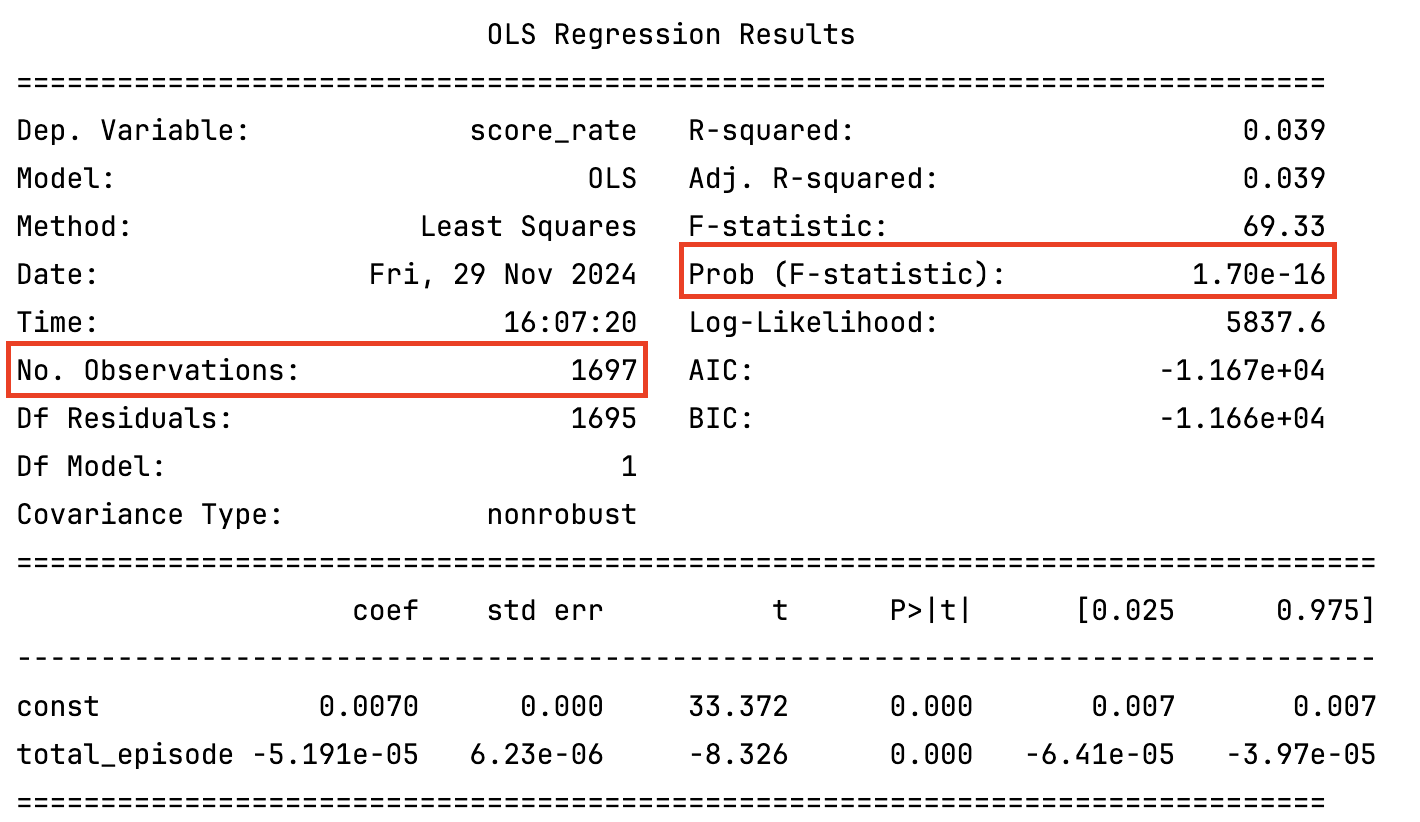 OLS Regression Results
==============================================================================
Dep. Variable: score_rate R-squared: 0.039
Model: OLS Adj. R-squared: 0.039
Method: Least Squares F-statistic: 69.33
Date: Fri, 29 Nov 2024 Prob (F-statistic): 1.70e-16
Time: 16:07:20 Log-Likelihood: 5837.6
No. Observations: 1697 AIC: -1.167e+04
Df Residuals: 1695 BIC: -1.166e+04
Df Model: 1
Covariance Type: nonrobust
=================================================================================
coef std err t P>|t| [0.025 0.975]
---------------------------------------------------------------------------------
const 0.0070 0.000 33.372 0.000 0.007 0.007
total_episode -5.191e-05 6.23e-06 -8.326 0.000 -6.41e-05 -3.97e-05
==============================================================================